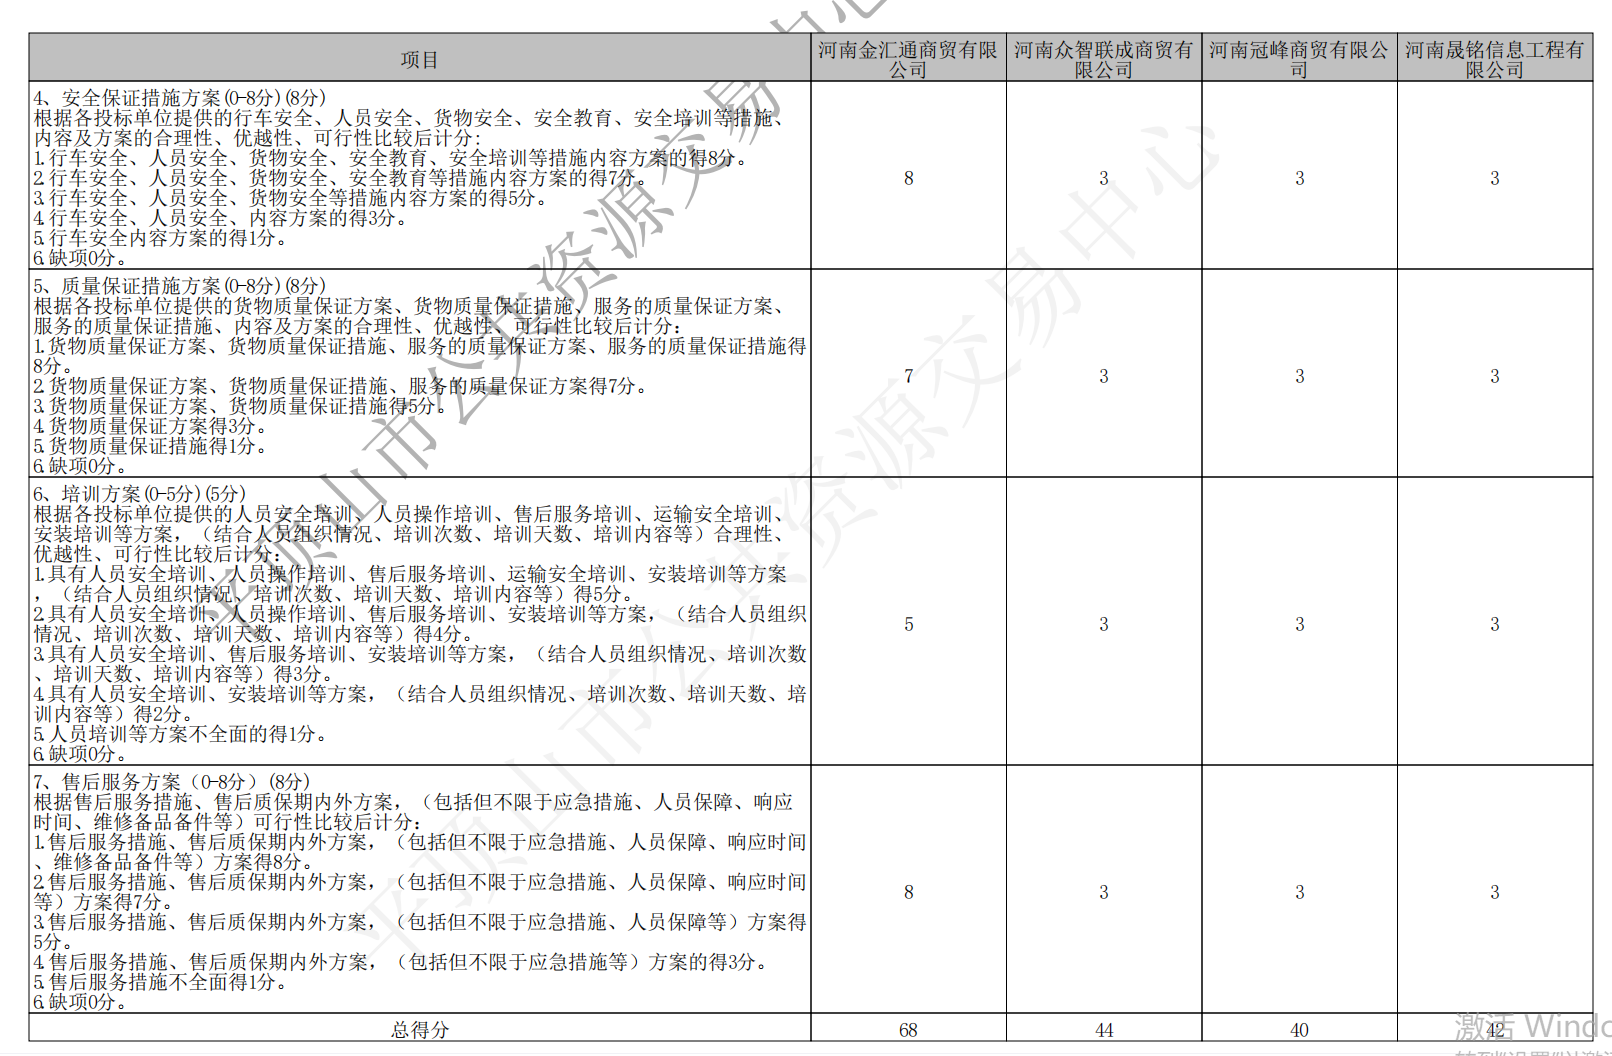 项目
河南金汇通商贸有限
公司
河南众智联成商贸有
限公司
河南冠峰商贸有限公
司
河南晟铭信息工程有
限公司
4、安全保证措施方案(0-8分)(8分)
根据各投标单位提供的行车安全、人员安全、货物安全、安全教育、安全培训等措施、
内容及方案的合理性、优越性、可行性比较后计分:
1.行车安全、人员安全、货物安全、安全教育、安全培训等措施内容方案的得8分。
2.行车安全、人员安全、货物安全、安全教育等措施内容方案的得7分。
3.行车安全、人员安全、货物安全等措施内容方案的得5分。
4.行车安全、人员安全、内容方案的得3分。
5.行车安全内容方案的得1分。
6.缺项0分。
8
3
3
3
5、质量保证措施方案(0-8分)(8分)
根据各投标单位提供的货物质量保证方案、货物质量保证措施、服务的质量保证方案、
服务的质量保证措施、内容及方案的合理性、优越性、可行性比较后计分:
1.货物质量保证方案、货物质量保证措施、服务的质量保证方案、服务的质量保证措施得
8分。
2.货物质量保证方案、货物质量保证措施、服务的质量保证方案得7分。
3.货物质量保证方案、货物质量保证措施得5分。
4.货物质量保证方案得3分。
5.货物质量保证措施得1分。
6.缺项0分。
7
3
3
3
6、培训方案(0-5分)(5分)
根据各投标单位提供的人员安全培训、人员操作培训、售后服务培训、运输安全培训、
安装培训等方案，（结合人员组织情况、培训次数、培训天数、培训内容等）合理性、
优越性、可行性比较后计分:
1.具有人员安全培训、人员操作培训、售后服务培训、运输安全培训、安装培训等方案
，（结合人员组织情况、培训次数、培训天数、培训内容等）得5分。
2.具有人员安全培训、人员操作培训、售后服务培训、安装培训等方案，（结合人员组织
情况、培训次数、培训天数、培训内容等）得4分。
3.具有人员安全培训、售后服务培训、安装培训等方案，（结合人员组织情况、培训次数
、培训天数、培训内容等）得3分。
4.具有人员安全培训、安装培训等方案，（结合人员组织情况、培训次数、培训天数、培
训内容等）得2分。
5.人员培训等方案不全面的得1分。
6.缺项0分。
5
3
3
3
7、售后服务方案（0-8分）(8分)
根据售后服务措施、售后质保期内外方案，（包括但不限于应急措施、人员保障、响应
时间、维修备品备件等）可行性比较后计分:
1.售后服务措施、售后质保期内外方案，（包括但不限于应急措施、人员保障、响应时间
、维修备品备件等）方案得8分。
2.售后服务措施、售后质保期内外方案，（包括但不限于应急措施、人员保障、响应时间
等）方案得7分。
3.售后服务措施、售后质保期内外方案，（包括但不限于应急措施、人员保障等）方案得
5分。
4.售后服务措施、售后质保期内外方案，（包括但不限于应急措施等）方案的得3分。
5.售后服务措施不全面得1分。
6.缺项0分。
8
3
3
3
总得分
68
44
40
42
平顶山市公共资源交易中心
平顶山市公共资源交易中心
激活 Windo